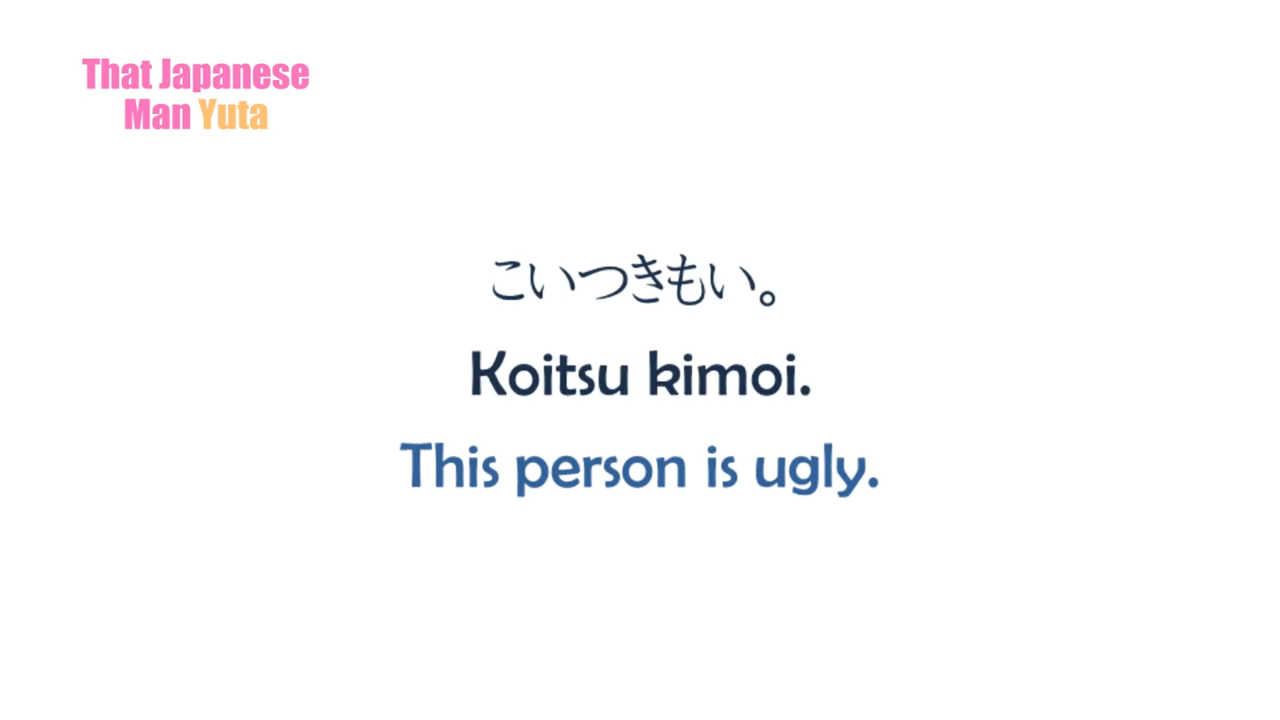 That Japanese
Man Yuta
こいつきもい。
Koitsu kimoi.
This person is ugly.